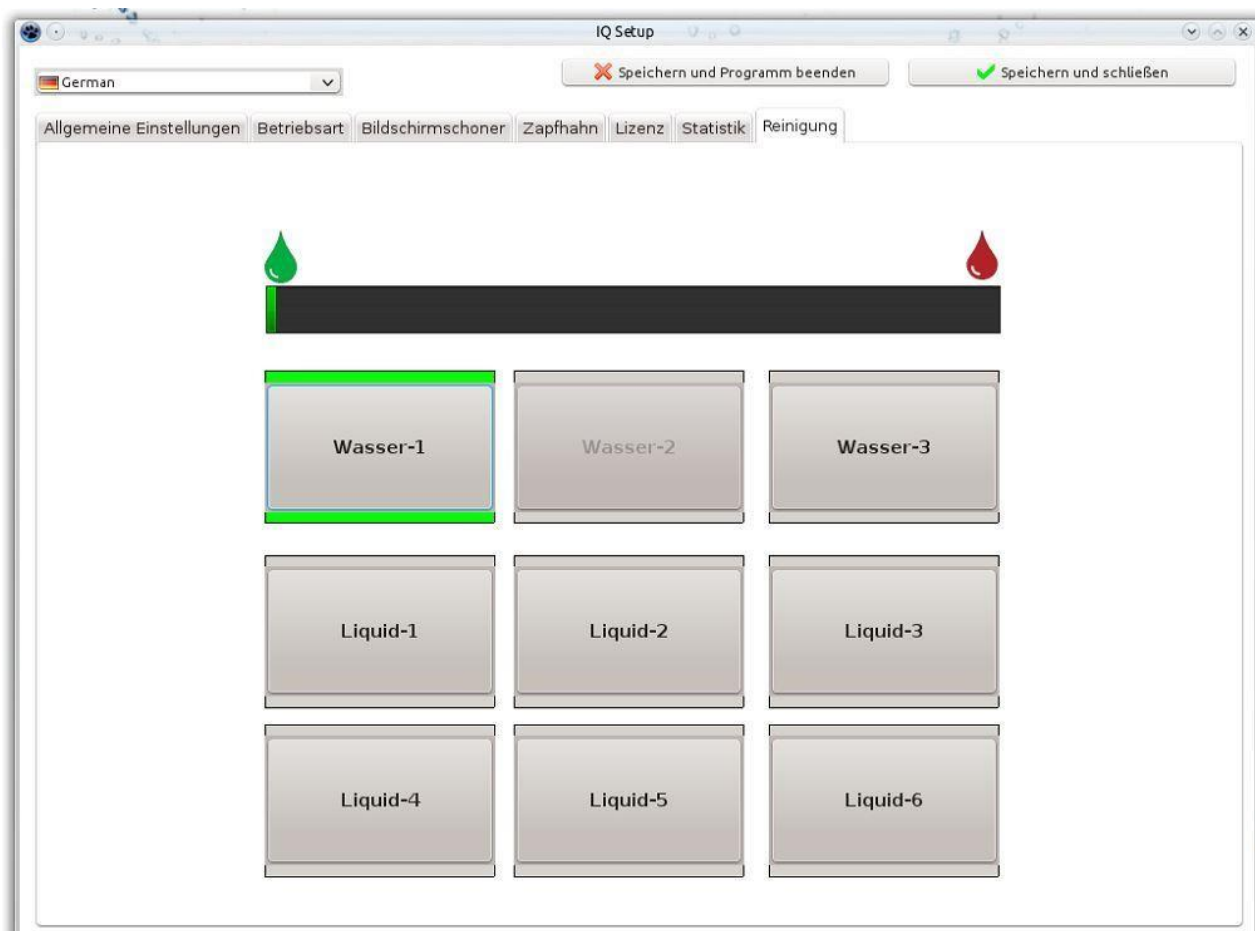 IQ Setup
German
Speichern und Programm beenden
Speichern und schließen
Allgemeine Einstellungen Betriebsart Bildschirmschoner Zapfhahn Lizenz Statistik Reinigung
Wasser-1 Wasser-2 Wasser-3
Liquid-1 Liquid-2 Liquid-3
Liquid-4 Liquid-5 Liquid-6